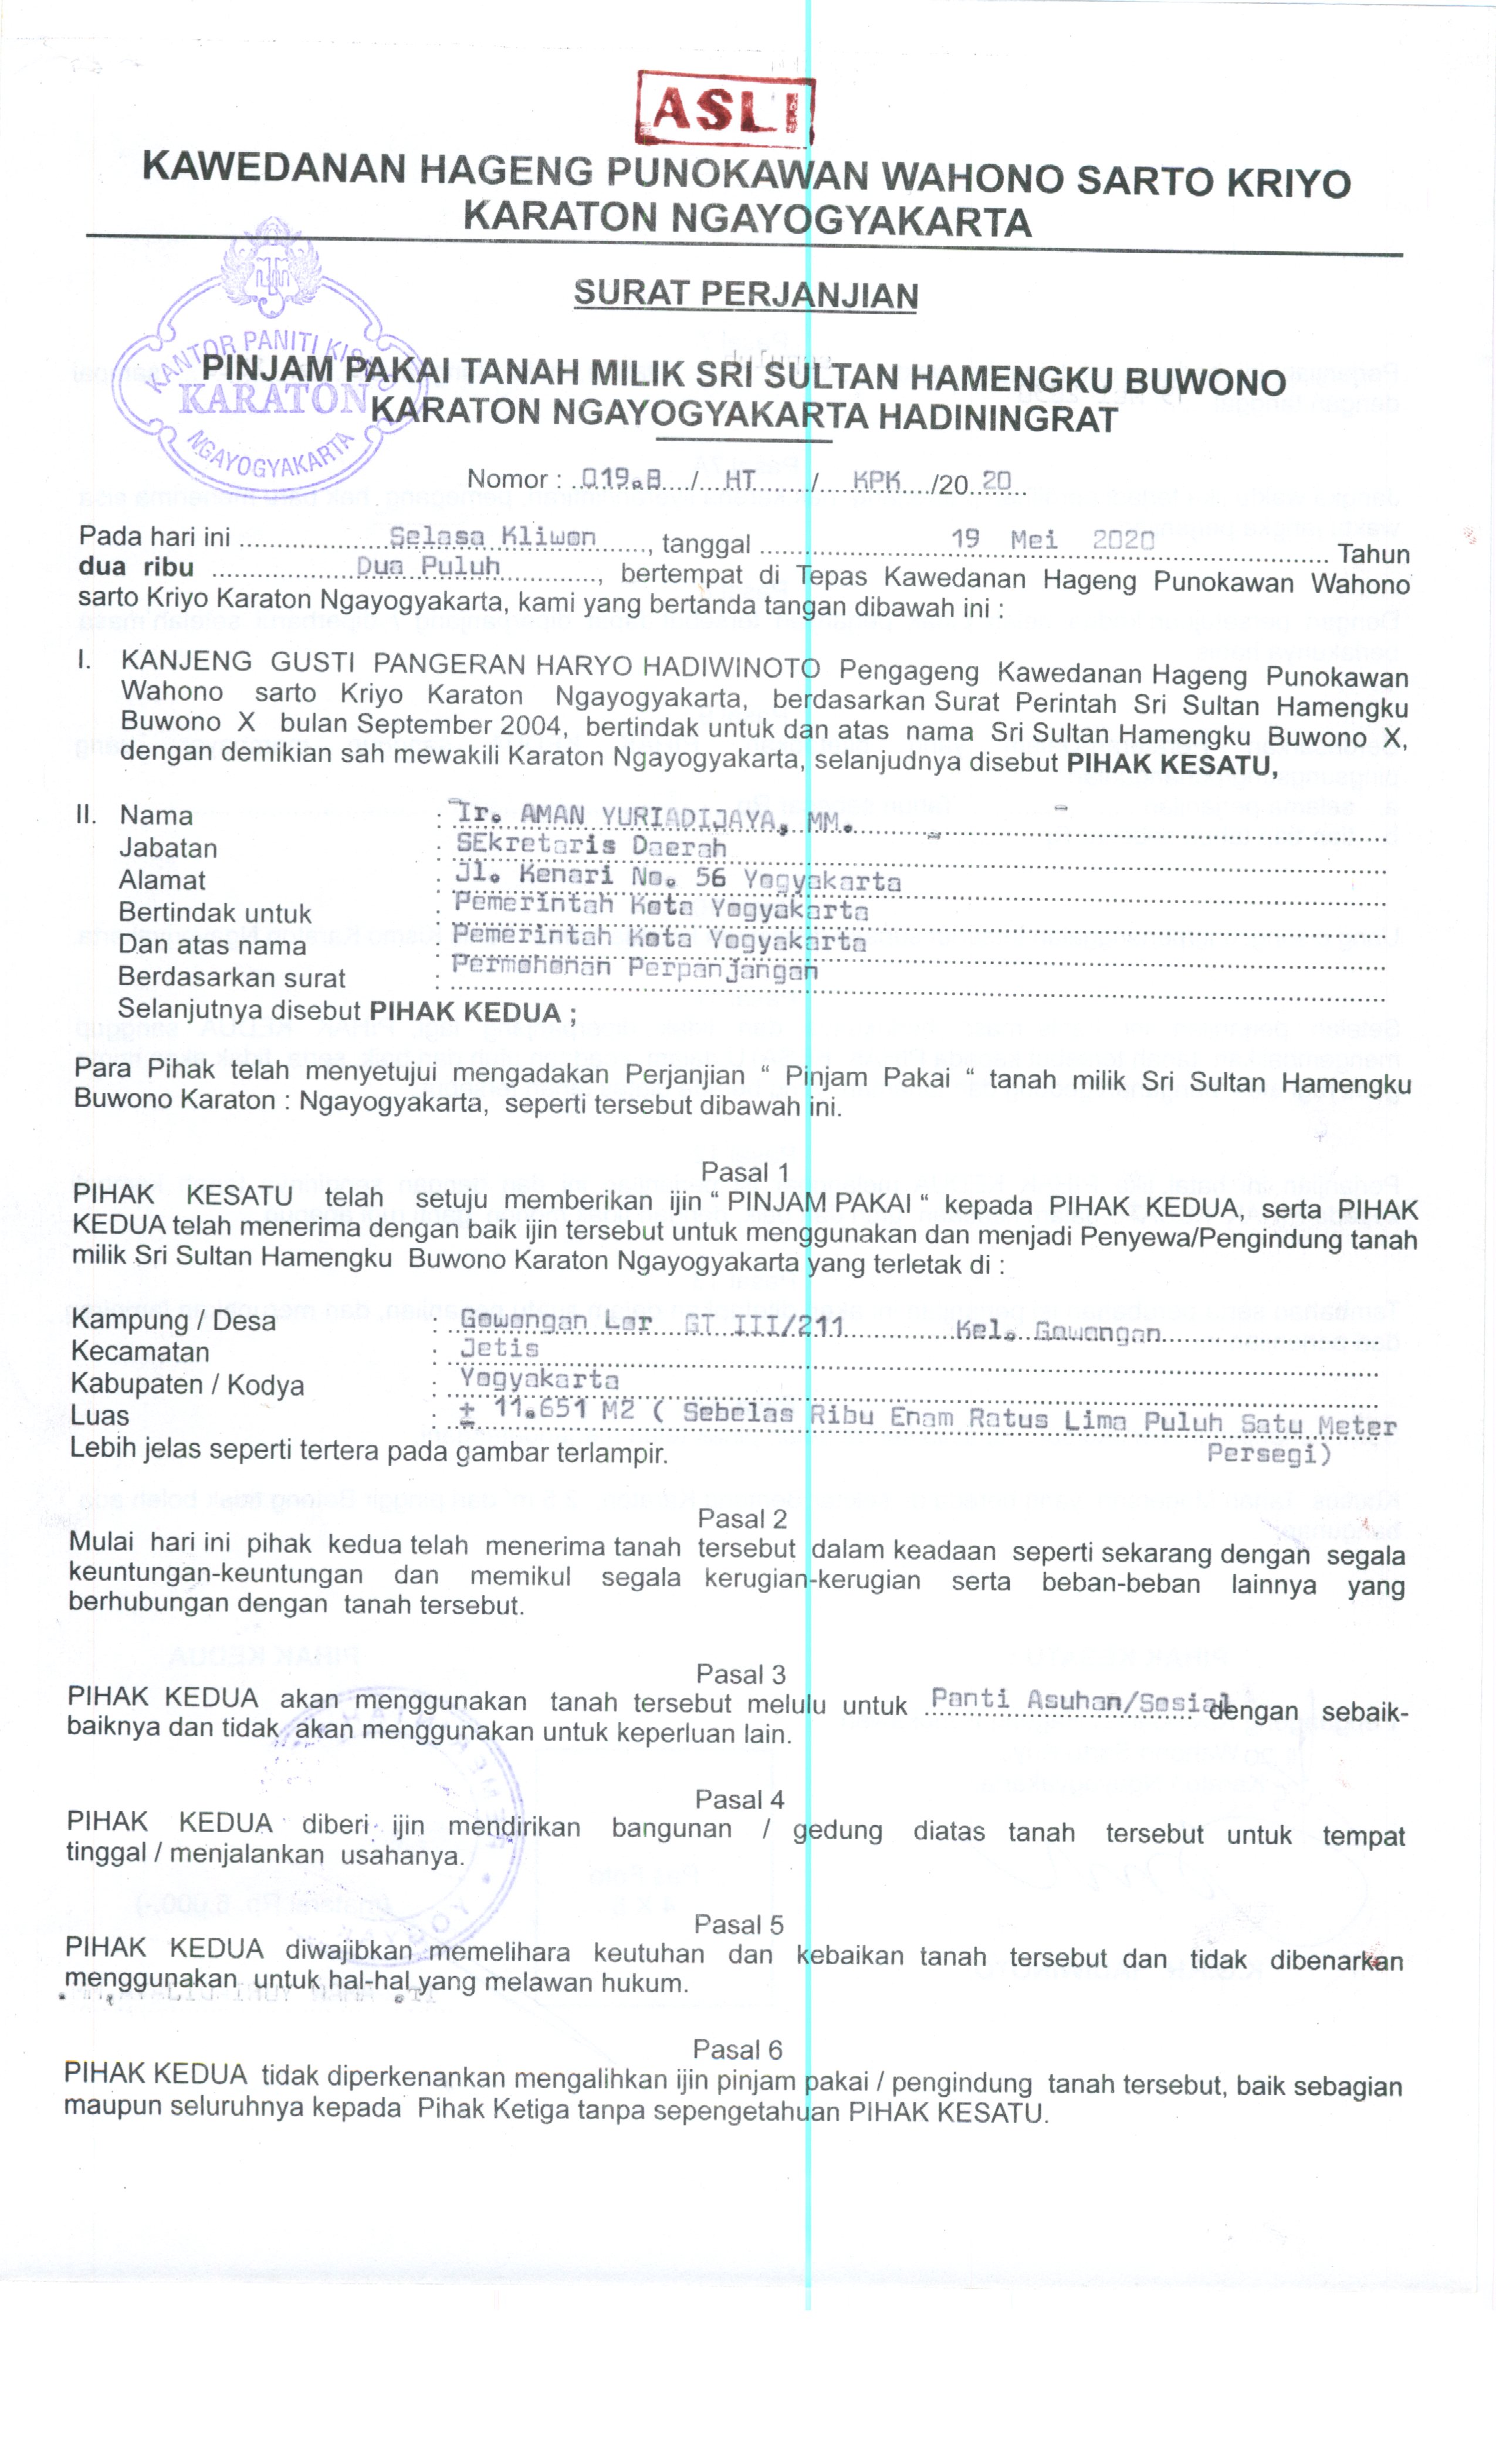 ASLI
KAWEDANAN HAGENG PUNOKAWAN WAHONO SARTO KRIYO
KARATON NGAYOGYAKARTA
SURAT PERJANJIAN
KANTOR PANITI KI
KARATON
NGAYOGYAKARTA
PINJAM PAKAI TANAH MILIK SRI SULTAN HAMENGKU BUWONO
KARATON NGAYOGYAKARTA HADININGRAT
Nomor : ..019.B..../....HT......./....KPK..../20..20...
Pada hari ini ................Selasa Kliwon......, tanggal ...................19 Mei 2020................... Tahun
dua ribu .................Dua Puluh............, bertempat di Tepas Kawedanan Hageng Punokawan Wahono
sarto Kriyo Karaton Ngayogyakarta, kami yang bertanda tangan dibawah ini :
I. KANJENG GUSTI PANGERAN HARYO HADIWINOTO Pengageng Kawedanan Hageng Punokawan
Wahono sarto Kriyo Karaton Ngayogyakarta, berdasarkan Surat Perintah Sri Sultan Hamengku
Buwono X bulan September 2004, bertindak untuk dan atas nama Sri Sultan Hamengku Buwono X,
dengan demikian sah mewakili Karaton Ngayogyakarta, selanjudnya disebut PIHAK KESATU,
II. Nama : Ir. AMAN YURIADIJAYA, MM.
Jabatan : SEkretaris Daerah
Alamat : Jl. Kenari No. 56 Yogyakarta
Bertindak untuk : Pemerintah Kota Yogyakarta
Dan atas nama : Pemerintah Kota Yogyakarta
Berdasarkan surat : Permohonan Perpanjangan
Selanjutnya disebut PIHAK KEDUA ;
Para Pihak telah menyetujui mengadakan Perjanjian “ Pinjam Pakai “ tanah milik Sri Sultan Hamengku
Buwono Karaton : Ngayogyakarta, seperti tersebut dibawah ini.
Pasal 1
PIHAK KESATU telah setuju memberikan ijin “ PINJAM PAKAI “ kepada PIHAK KEDUA, serta PIHAK
KEDUA telah menerima dengan baik ijin tersebut untuk menggunakan dan menjadi Penyewa/Pengindung tanah
milik Sri Sultan Hamengku Buwono Karaton Ngayogyakarta yang terletak di :
Kampung / Desa : Gowongan Lor GT III/211 Kel. Gowongan
Kecamatan : Jetis
Kabupaten / Kodya : Yogyakarta
Luas : ± 11.651 M2 ( Sebelas Ribu Enam Ratus Lima Puluh Satu Meter
Lebih jelas seperti tertera pada gambar terlampir. Persegi)
Pasal 2
Mulai hari ini pihak kedua telah menerima tanah tersebut dalam keadaan seperti sekarang dengan segala
keuntungan-keuntungan dan memikul segala kerugian-kerugian serta beban-beban lainnya yang
berhubungan dengan tanah tersebut.
Pasal 3
PIHAK KEDUA akan menggunakan tanah tersebut melulu untuk Panti Asuhan/Sosial dengan sebaik-
baiknya dan tidak akan menggunakan untuk keperluan lain.
Pasal 4
PIHAK KEDUA diberi ijin mendirikan bangunan / gedung diatas tanah tersebut untuk tempat
tinggal / menjalankan usahanya.
Pasal 5
PIHAK KEDUA diwajibkan memelihara keutuhan dan kebaikan tanah tersebut dan tidak dibenarkan
menggunakan untuk hal-hal yang melawan hukum.
Pasal 6
PIHAK KEDUA tidak diperkenankan mengalihkan ijin pinjam pakai / pengindung tanah tersebut, baik sebagian
maupun seluruhnya kepada Pihak Ketiga tanpa sepengetahuan PIHAK KESATU.